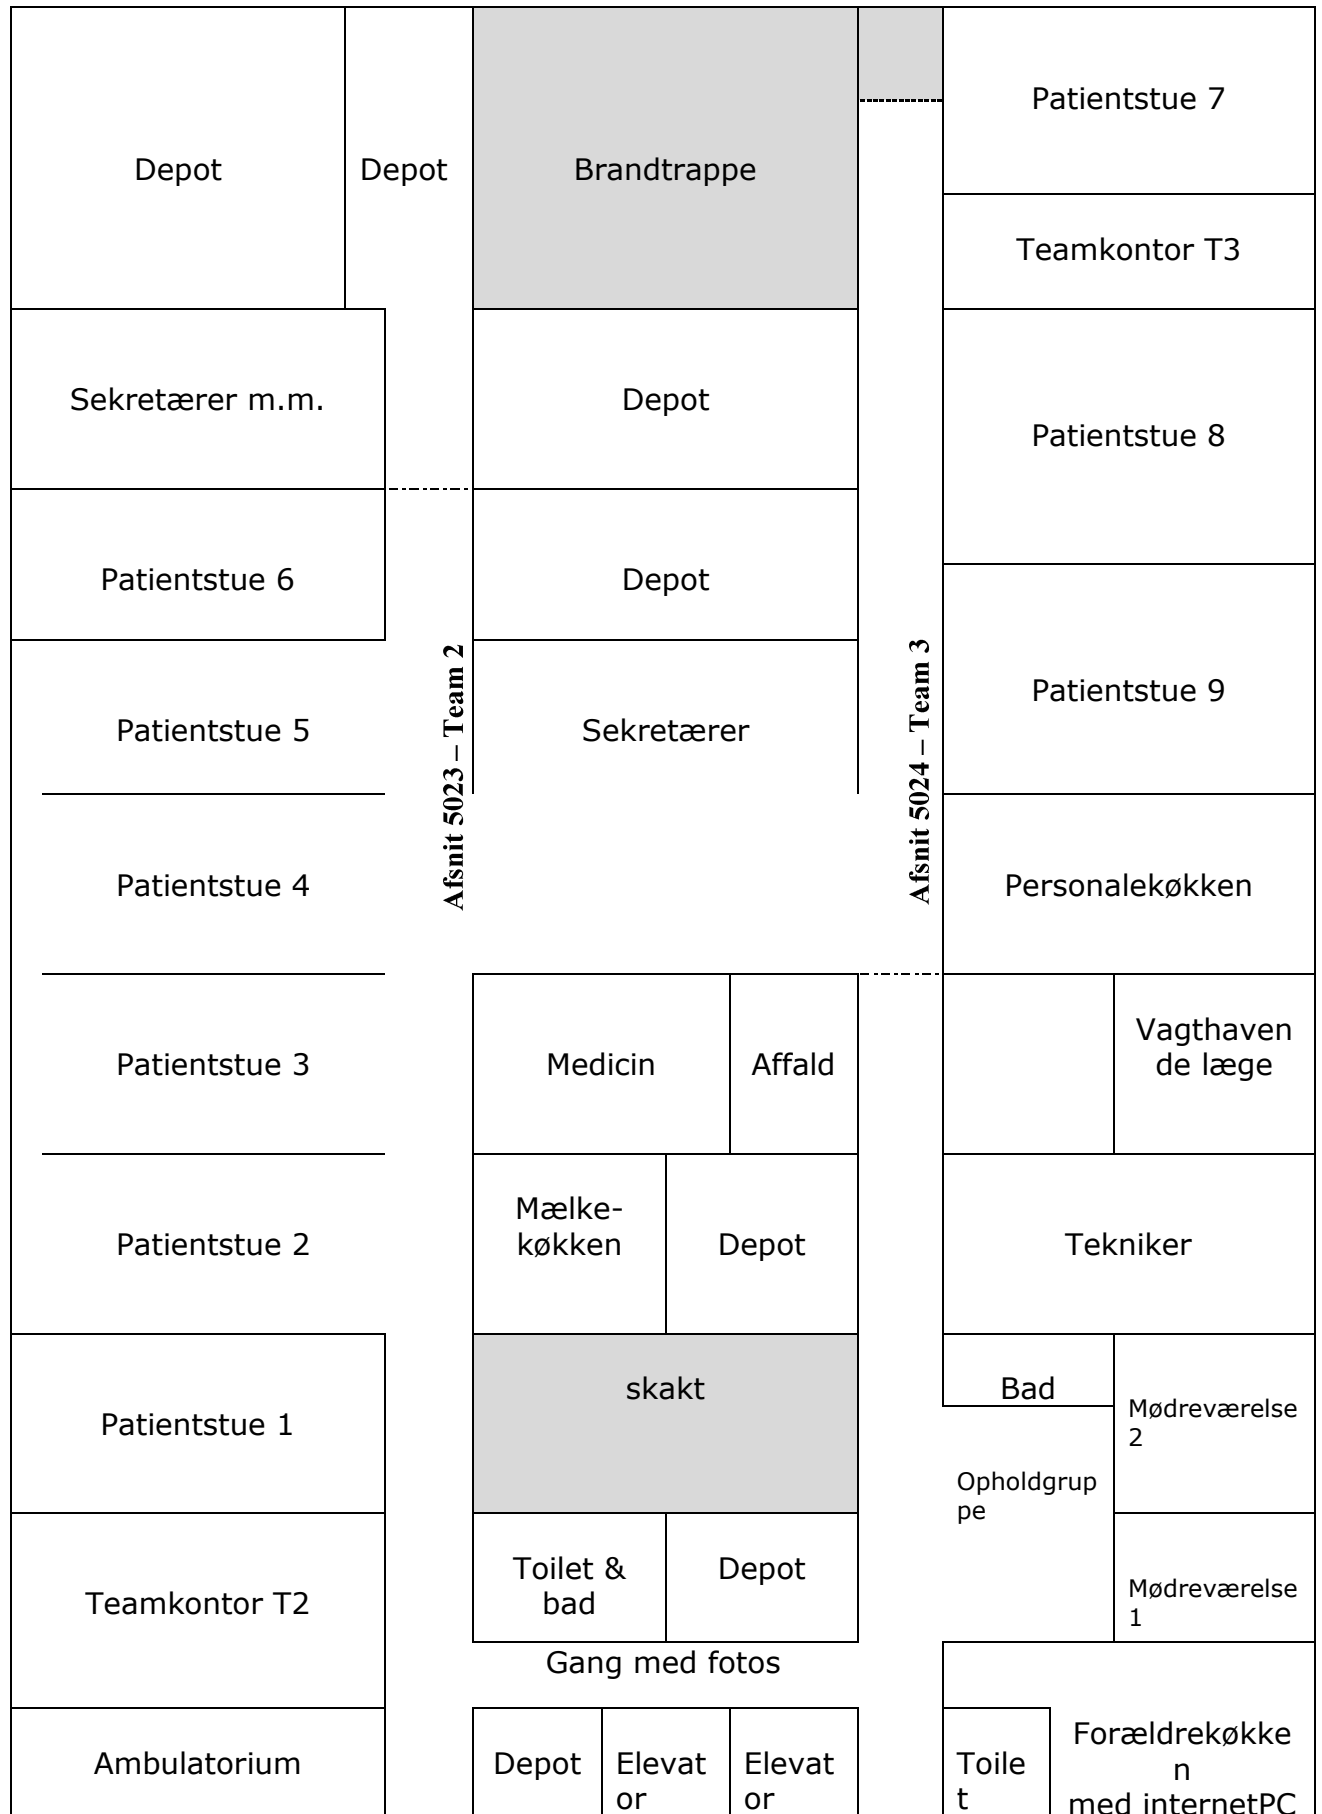 Depot
Depot
Brandtrappe
Patientstue 7
Teamkontor T3
Sekretærer m.m.
Depot
Patientstue 8
Patientstue 6
Depot
Afsnit 5023 – Team 2
Afsnit 5024 – Team 3
Patientstue 9
Patientstue 5
Sekretærer
Patientstue 4
Personalekøkken
Patientstue 3
Medicin
Affald
Vagthaven
de læge
Patientstue 2
Mælke-
køkken
Depot
Tekniker
Patientstue 1
skakt
Bad
Mødreværelse
2
Opholdgrup
pe
Teamkontor T2
Toilet &
bad
Depot
Mødreværelse
1
Gang med fotos
Ambulatorium
Depot
Elevat
or
Elevat
or
Toile
t
Forældrekøkke
n
med internetPC